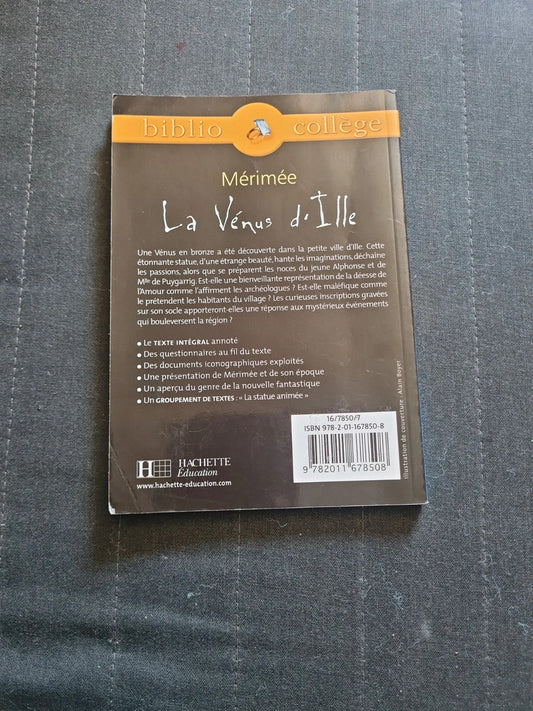 biblio collège
Mérimée
La Vénus d'Ille
Une Vénus en bronze a été découverte dans la petite ville d'Ille. Cette
étonnante statue, d'une étrange beauté, hante les imaginations, déchaîne
les passions, alors que se préparent les noces du jeune Alphonse et de
Mlle de Puygarrig. Est-elle une bienveillante représentation de la déesse de
l'Amour comme l'affirment les archéologues ? Est-elle maléfique comme
le prétendent les habitants du village ? Les curieuses inscriptions gravées
sur son socle apporteront-elles une réponse aux mystérieux événements
qui bouleversent la région ?
• Le TEXTE INTÉGRAL annoté
• Des questionnaires au fil du texte
• Des documents iconographiques exploités
• Une présentation de Mérimée et de son époque
• Un aperçu du genre de la nouvelle fantastique
• Un GROUPEMENT DE TEXTES : « La statue animée »
16/7850/7
ISBN 978-2-01-167850-8
9 782011 678508
H HACHETTE
Éducation
www.hachette-education.com
Illustration de couverture : Alain Boyer